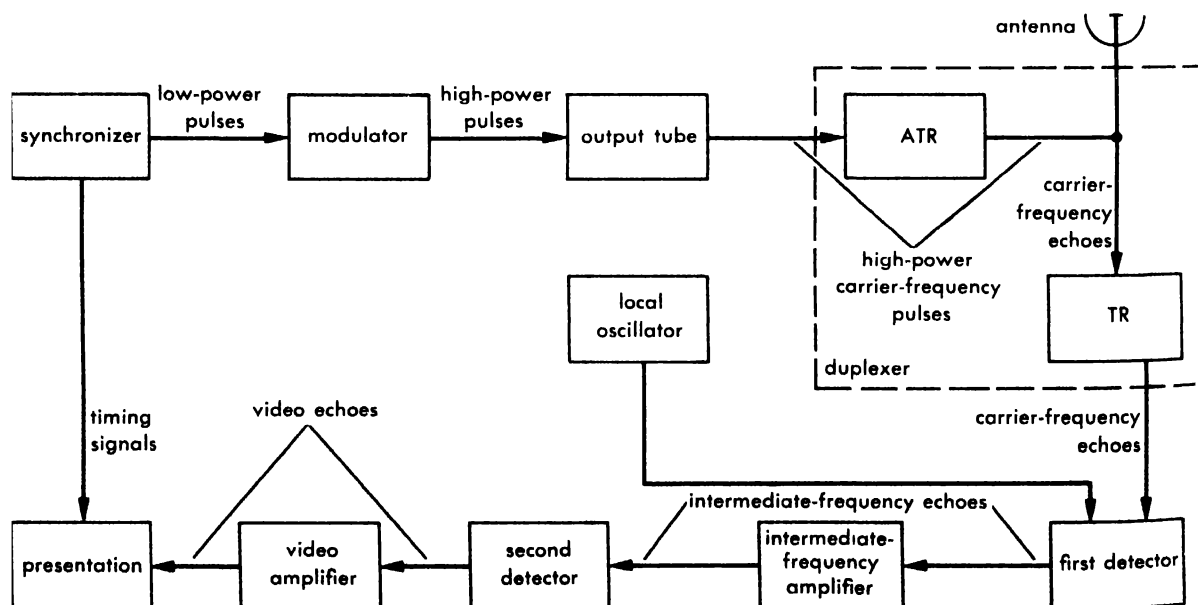 antenna
low-power
pulses
high-power
pulses
synchronizer
modulator
output tube
ATR
carrier-
frequency
echoes
high-power
carrier-frequency
pulses
local
oscillator
TR
duplexer
timing
signals
video echoes
carrier-frequency
echoes
intermediate-frequency echoes
presentation
video
amplifier
second
detector
intermediate-
frequency
amplifier
first detector